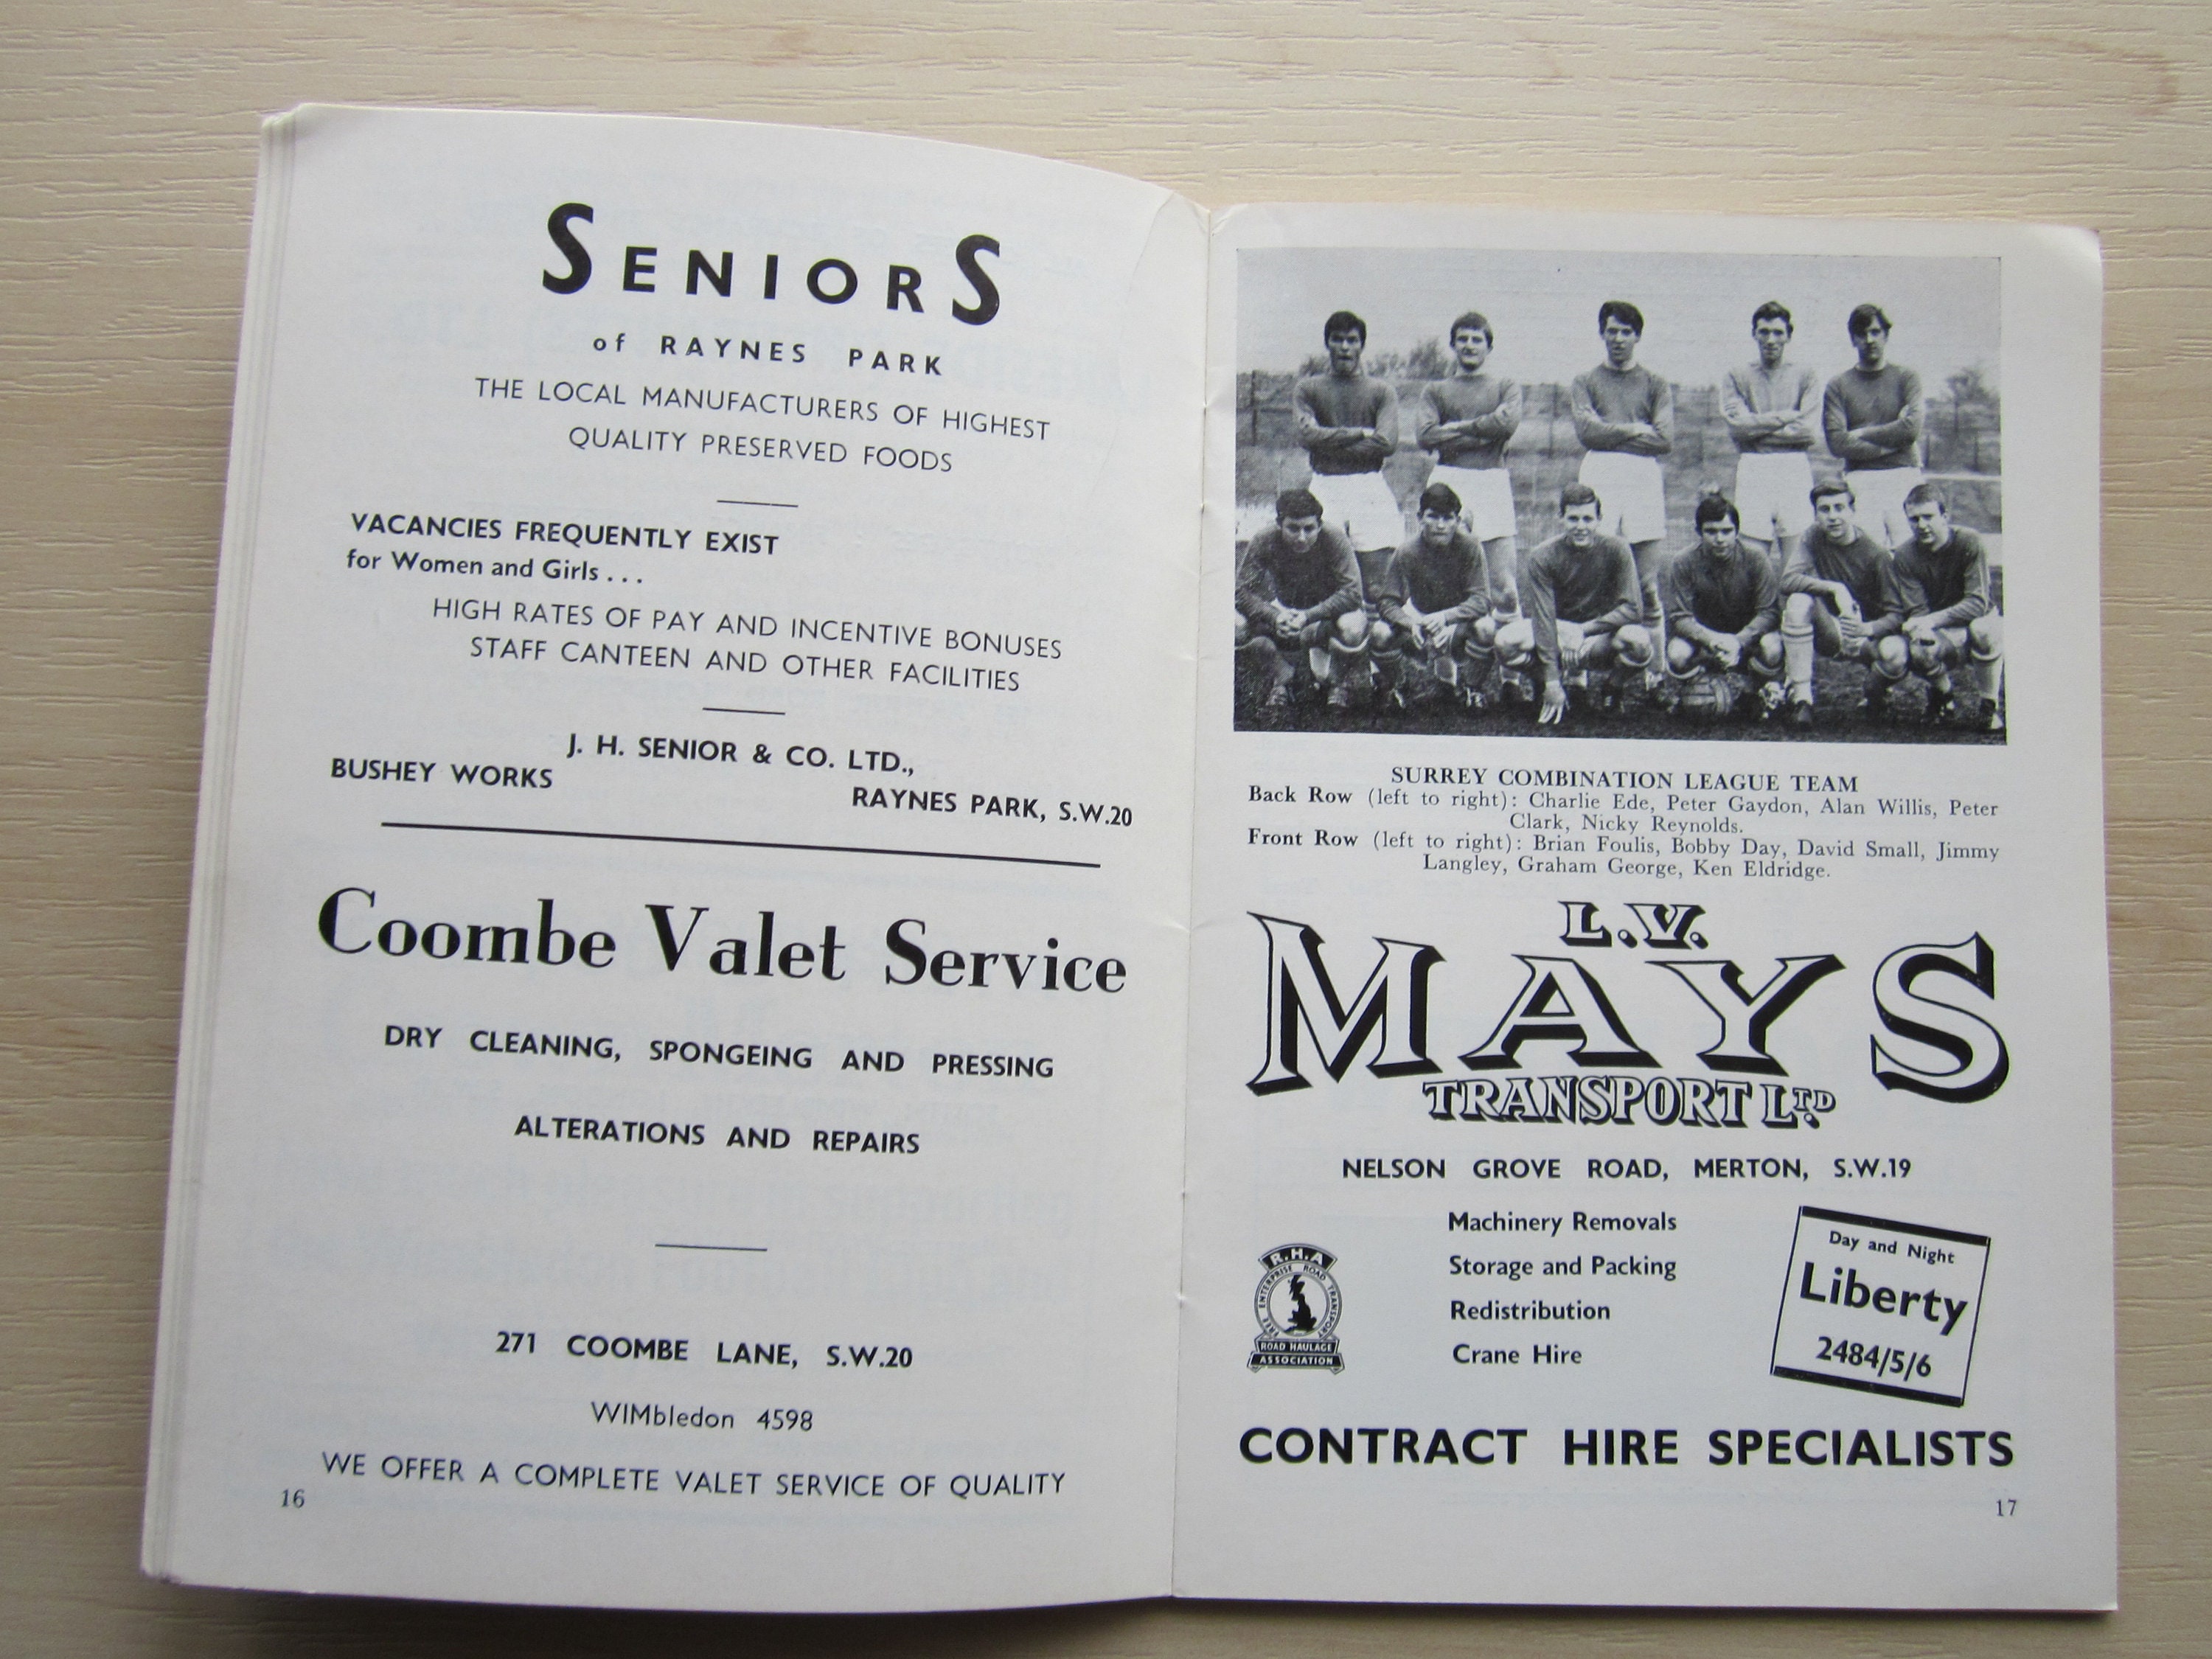 SENIORS
of RAYNES PARK
THE LOCAL MANUFACTURERS OF HIGHEST
QUALITY PRESERVED FOODS
VACANCIES FREQUENTLY EXIST
for Women and Girls . . .
HIGH RATES OF PAY AND INCENTIVE BONUSES
STAFF CANTEEN AND OTHER FACILITIES
J. H. SENIOR & CO. LTD.,
BUSHEY WORKS
RAYNES PARK, S.W.20
Coombe Valet Service
DRY CLEANING, SPONGEING AND PRESSING
ALTERATIONS AND REPAIRS
271 COOMBE LANE, S.W.20
WIMbledon 4598
WE OFFER A COMPLETE VALET SERVICE OF QUALITY
16
SURREY COMBINATION LEAGUE TEAM
Back Row (left to right): Charlie Ede, Peter Gaydon, Alan Willis, Peter
Clark, Nicky Reynolds.
Front Row (left to right): Brian Foulis, Bobby Day, David Small, Jimmy
Langley, Graham George, Ken Eldridge.
L.V.
MAYS
TRANSPORT LTD
NELSON GROVE ROAD, MERTON, S.W.19
Machinery Removals
Storage and Packing
Redistribution
Crane Hire
R.H.A
FREE ENTERPRISE ROAD TRANSPORT
ROAD HAULAGE
ASSOCIATION
Day and Night
Liberty
2484/5/6
CONTRACT HIRE SPECIALISTS
17